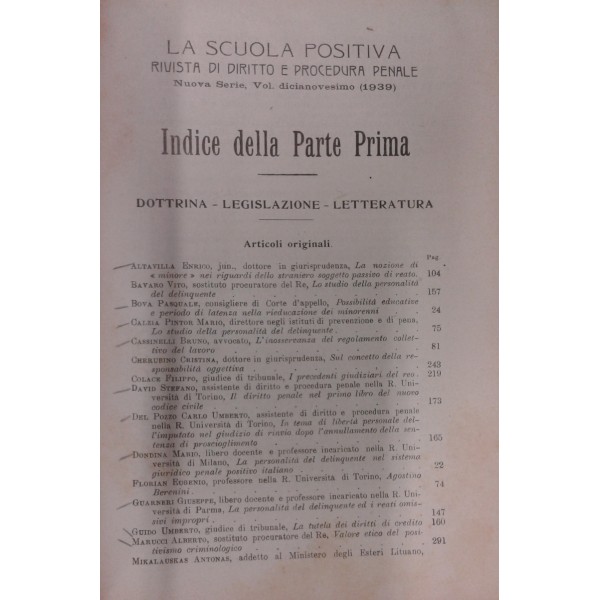 LA SCUOLA POSITIVA
RIVISTA DI DIRITTO E PROCEDURA PENALE
Nuova Serie, Vol. dicianovesimo (1939)
Indice della Parte Prima
DOTTRINA - LEGISLAZIONE - LETTERATURA
Articoli originali.
Pag
ALTAVILLA ENRICO, jun., dottore in giurisprudenza, La nazione di
« minore » nei riguardi dello straniero soggetto passivo di reato. 104
BAVARO VITO, sostituto procuratore del Re, Lo studio della personalità
del delinquente . . . . . . . . 157
BOVA PASQUALE, consigliere di Corte d'appello, Possibilità educative
e periodo di latenza nella rieducazione dei minorenni . 24
CALZIA PINTOR MARIO, direttore negli istituti di prevenzione e di pena,
Lo studio della personalità del delinquente . . . . 75
CASSINELLI BRUNO, avvocato, L'inosservanza del regolamento collet-
tivo del lavoro . . . . . . . . 81
CHERUBINO CRISTINA, dottore in giurisprudenza, Sul concetto della re-
sponsabilità oggettiva . . . . . . . 243
COLACE FILIPPO, giudice di tribunale, I precedenti giudiziari del reo. 219
DAVID STEFANO, assistente di diritto e procedura penale nella R. Uni-
versità di Torino, Il diritto penale nel primo libro del nuovo
codice civile . . . . . . . . 173
DEL POZZO CARLO UMBERTO, assistente di diritto e procedura penale
nella R. Università di Torino, In tema di libertà personale del-
l'imputato nel giudizio di rinvio dopo l'annullamento della sen-
tenza di proscioglimento . . . . . . 165
DONDINA MARIO, libero docente e professore incaricato nella R. Uni-
versità di Milano, La personalità del delinquente nel sistema
giuridico penale positivo italiano . . . . . 22
FLORIAN EUGENIO, professore nella R. Università di Torino, Agostino
Berenini . . . . . . . . 74
GUARNERI GIUSEPPE, libero docente e professore incaricato nella R. Uni-
versità di Parma, La personalità del delinquente ed i reati omis-
sivi impropri . . . . . . . . 147
GUIDO UMBERTO, giudice di tribunale, La tutela dei diritti di credito 160
MARUCCI ALBERTO, sostituto procuratore del Re, Valore etico del posi-
tivismo criminologico . . . . . . . 291
MIKALAUSKAS ANTONAS, addetto al Ministero degli Esteri Lituano,